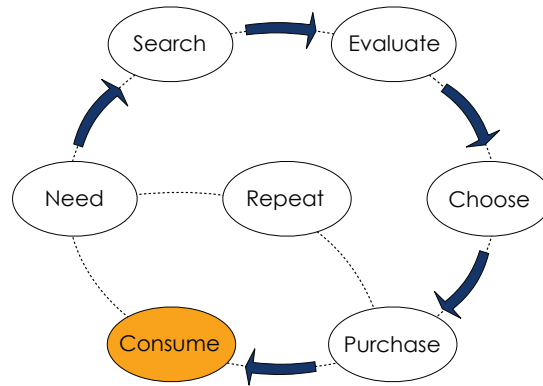 Search
Evaluate
Need
Repeat
Choose
Consume
Purchase